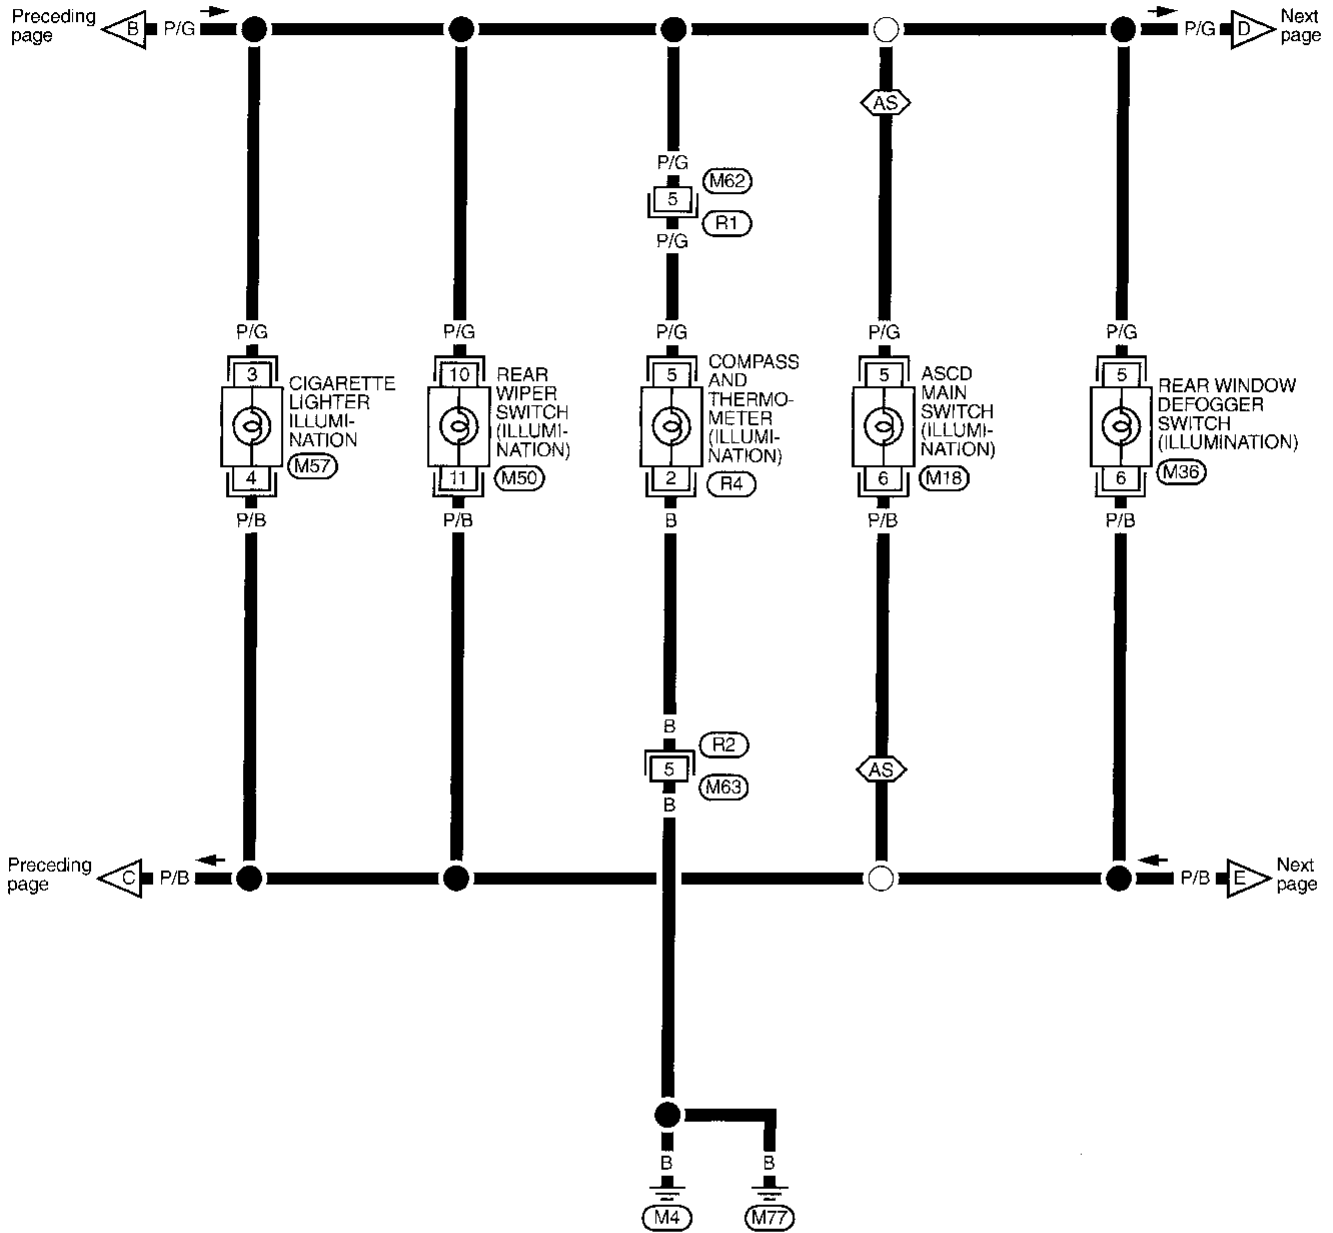 Preceding
page
B
P/G
P/G
D
Next
page
AS
P/G
M62
5
R1
P/G
P/G
P/G
P/G
P/G
P/G
3
CIGARETTE
LIGHTER
ILLUMI-
NATION
M57
4
10
REAR
WIPER
SWITCH
(ILLUMI-
NATION)
M50
11
5
COMPASS
AND
THERMO-
METER
(ILLUMI-
NATION)
R4
2
5
ASCD
MAIN
SWITCH
(ILLUMI-
NATION)
M18
6
5
REAR WINDOW
DEFOGGER
SWITCH
(ILLUMINATION)
M36
6
P/B
P/B
B
P/B
P/B
B
R2
5
M63
B
AS
Preceding
page
C
P/B
P/B
E
Next
page
B
B
M4
M77